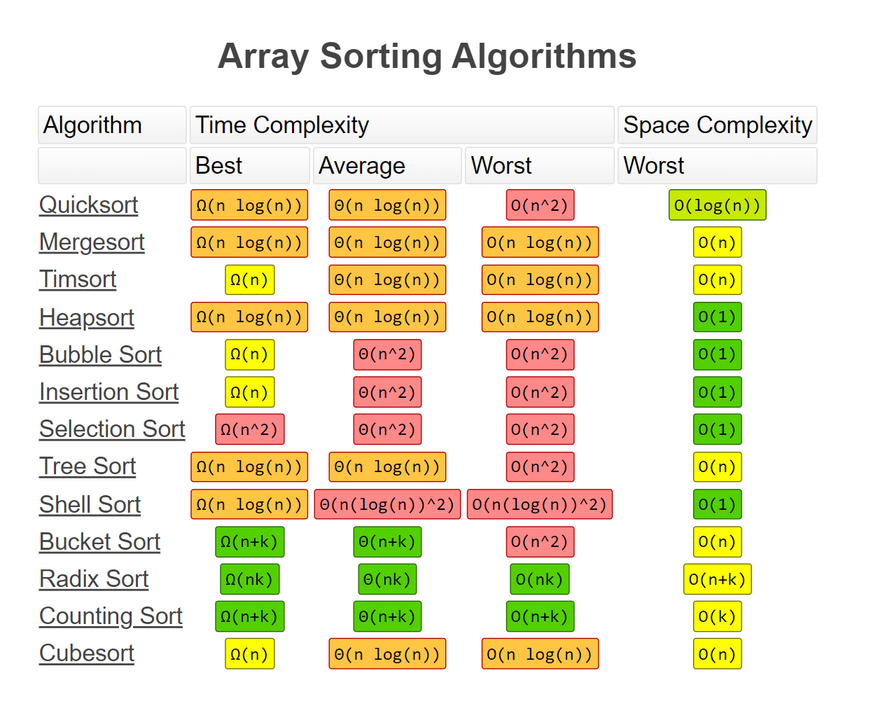 Array Sorting Algorithms
Algorithm Time Complexity Space Complexity
Best Average Worst Worst
Quicksort Ω(n log(n)) Θ(n log(n)) O(n^2) O(log(n))
Mergesort Ω(n log(n)) Θ(n log(n)) O(n log(n)) O(n)
Timsort Ω(n) Θ(n log(n)) O(n log(n)) O(n)
Heapsort Ω(n log(n)) Θ(n log(n)) O(n log(n)) O(1)
Bubble Sort Ω(n) Θ(n^2) O(n^2) O(1)
Insertion Sort Ω(n) Θ(n^2) O(n^2) O(1)
Selection Sort Ω(n^2) Θ(n^2) O(n^2) O(1)
Tree Sort Ω(n log(n)) Θ(n log(n)) O(n^2) O(n)
Shell Sort Ω(n log(n)) Θ(n(log(n))^2) O(n(log(n))^2) O(1)
Bucket Sort Ω(n+k) Θ(n+k) O(n^2) O(n)
Radix Sort Ω(nk) Θ(nk) O(nk) O(n+k)
Counting Sort Ω(n+k) Θ(n+k) O(n+k) O(k)
Cubesort Ω(n) Θ(n log(n)) O(n log(n)) O(n)